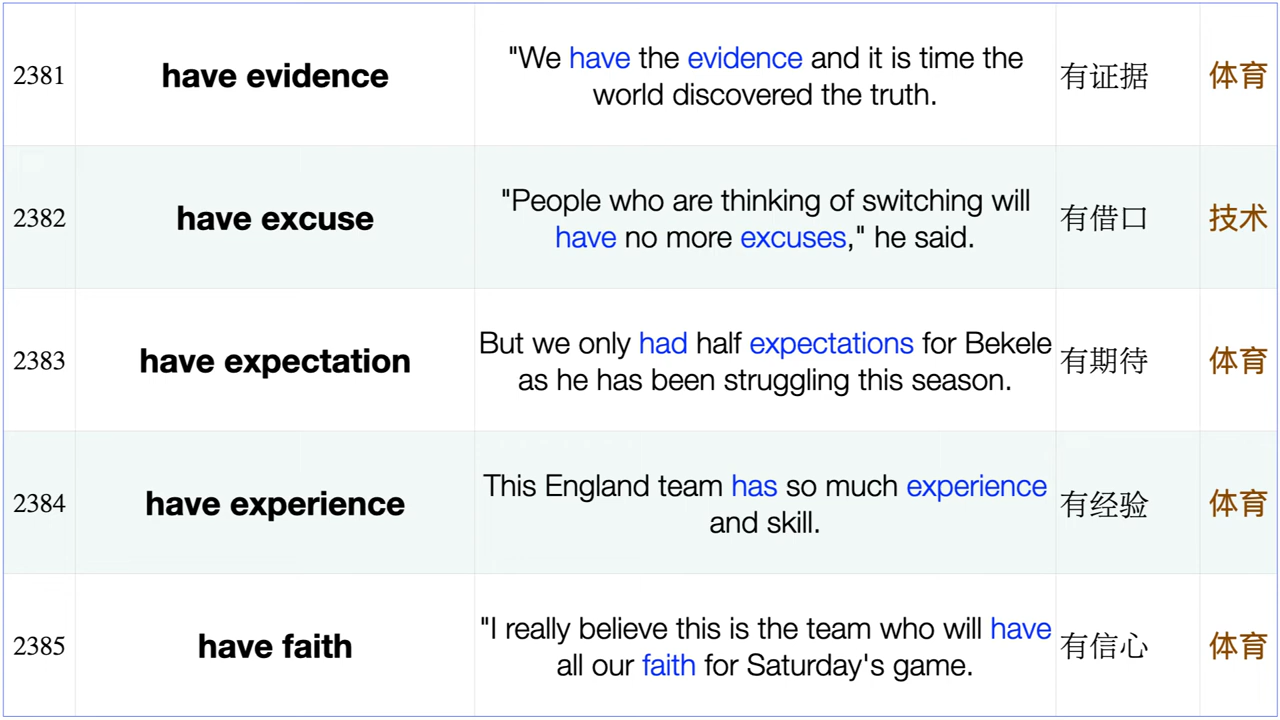 2381 have evidence "We have the evidence and it is time the world discovered the truth. 有证据 体育
2382 have excuse "People who are thinking of switching will have no more excuses," he said. 有借口 技术
2383 have expectation But we only had half expectations for Bekele as he has been struggling this season. 有期待 体育
2384 have experience This England team has so much experience and skill. 有经验 体育
2385 have faith "I really believe this is the team who will have all our faith for Saturday's game. 有信心 体育